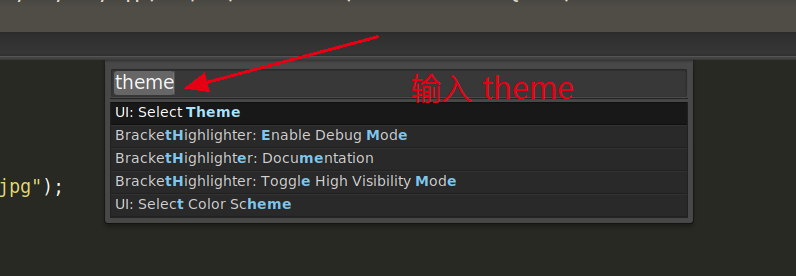 theme
输入 theme
UI: Select Theme
BracketHighlighter: Enable Debug Mode
BracketHighlighter: Documentation
BracketHighlighter: Toggle High Visibility Mode
jpg");
UI: Select Color Scheme